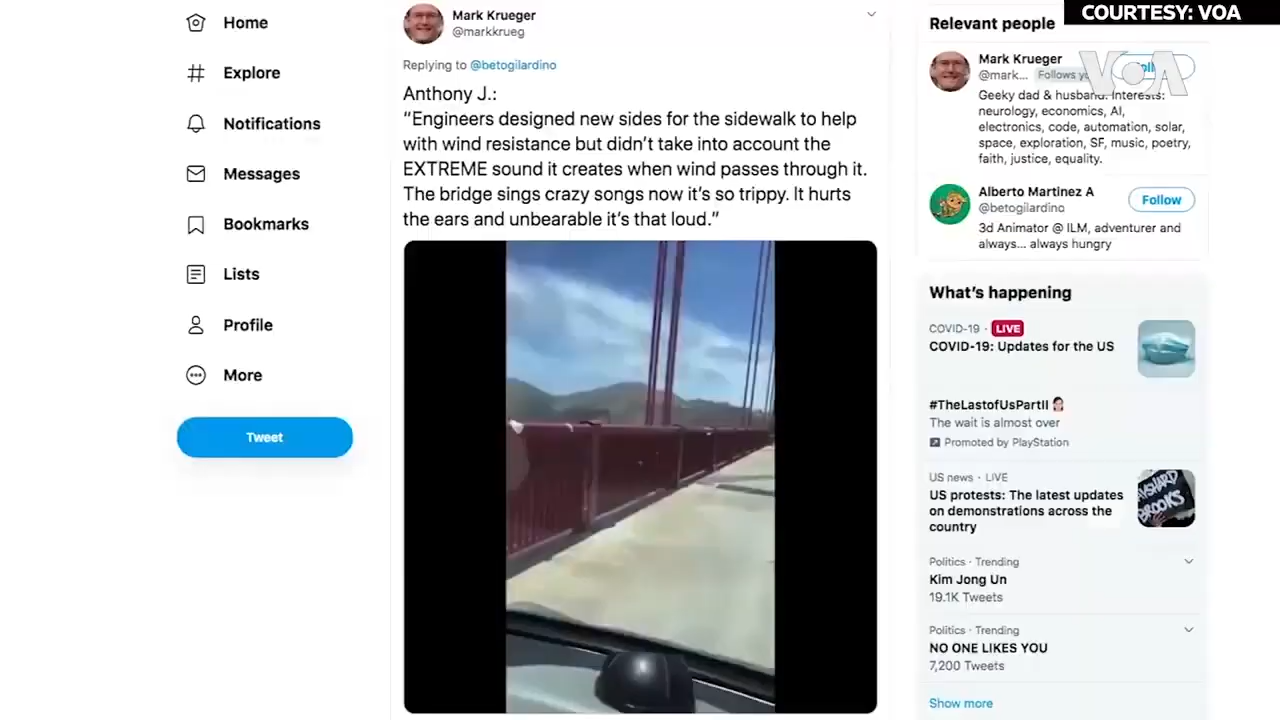 COURTESY: VOA
Home
Explore
Notifications
Messages
Bookmarks
Lists
Profile
More
Tweet
Mark Krueger
@markkrueg
Replying to @betogilardino
Anthony J.:
“Engineers designed new sides for the sidewalk to help
with wind resistance but didn’t take into account the
EXTREME sound it creates when wind passes through it.
The bridge sings crazy songs now it’s so trippy. It hurts
the ears and unbearable it’s that loud.”
Relevant people
VOA
Mark Krueger
@mark... Follows
Geeky dad & husband. Interests:
neurology, economics, AI,
electronics, code, automation, solar,
space, exploration, SF, music, poetry,
faith, justice, equality.
Alberto Martinez A
@betogilardino
Follow
3d Animator @ ILM, adventurer and
always... always hungry
What’s happening
COVID-19 · LIVE
COVID-19: Updates for the US
#TheLastofUsPartII
The wait is almost over
Promoted by PlayStation
US news · LIVE
US protests: The latest updates
on demonstrations across the
country
BROOKS
Politics · Trending
Kim Jong Un
19.1K Tweets
Politics · Trending
NO ONE LIKES YOU
7,200 Tweets
Show more